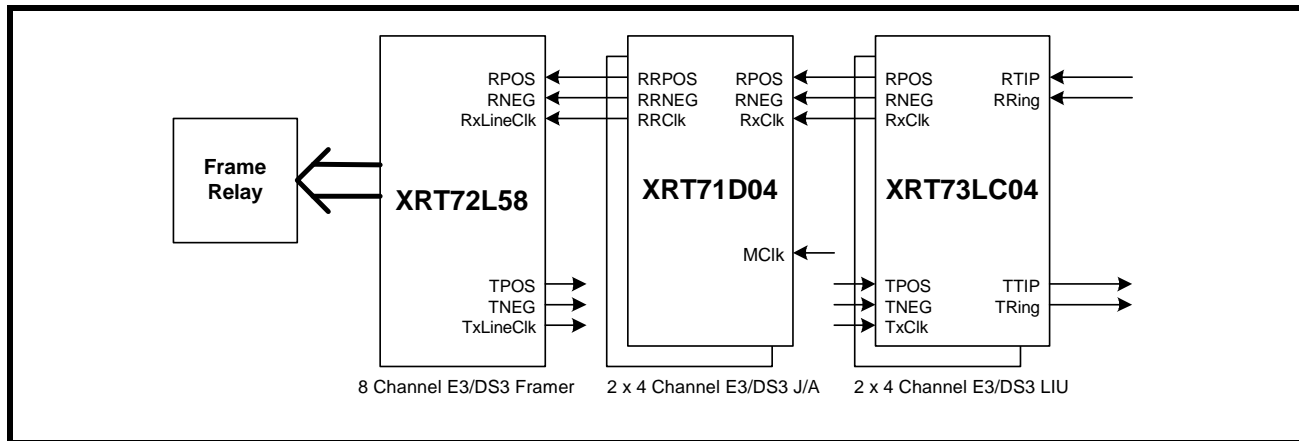 RPOS
RNEG
RxLineClk
RRPOS
RRNEG
RRClk
RPOS
RNEG
RxClk
RPOS
RNEG
RxClk
RTIP
RRing
Frame
Relay
XRT72L58
XRT71D04
XRT73LC04
MClk
TPOS
TNEG
TxLineClk
TPOS
TNEG
TxClk
TTIP
TRing
8 Channel E3/DS3 Framer
2 x 4 Channel E3/DS3 J/A
2 x 4 Channel E3/DS3 LIU